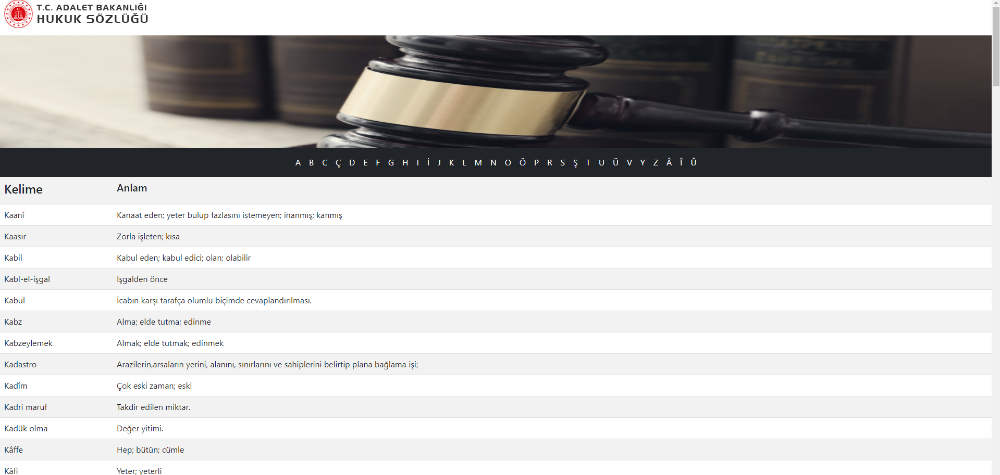 T.C. ADALET BAKANLIĞI
HUKUK SÖZLÜĞÜ
A B C Ç D E F G H I İ J K L M N O Ö P R S Ş T U Ü V Y Z Â Î Û
Kelime Anlam
Kaanî Kanaat eden; yeter bulup fazlasını istemeyen; inanmış; kanmış
Kaasır Zorla işleten; kısa
Kabil Kabul eden; kabul edici; olan; olabilir
Kabl-el-işgal Işgalden önce
Kabul İcabın karşı tarafça olumlu biçimde cevaplandırılması.
Kabz Alma; elde tutma; edinme
Kabzeylemek Almak; elde tutmak; edinmek
Kadastro Arazilerin,arsaların yerini, alanını, sınırlarını ve sahiplerini belirtip plana bağlama işi;
Kadîm Çok eski zaman; eski
Kadri maruf Takdir edilen miktar.
Kadük olma Değer yitimi.
Kâffe Hep; bütün; cümle
Kâfi Yeter; yeterli